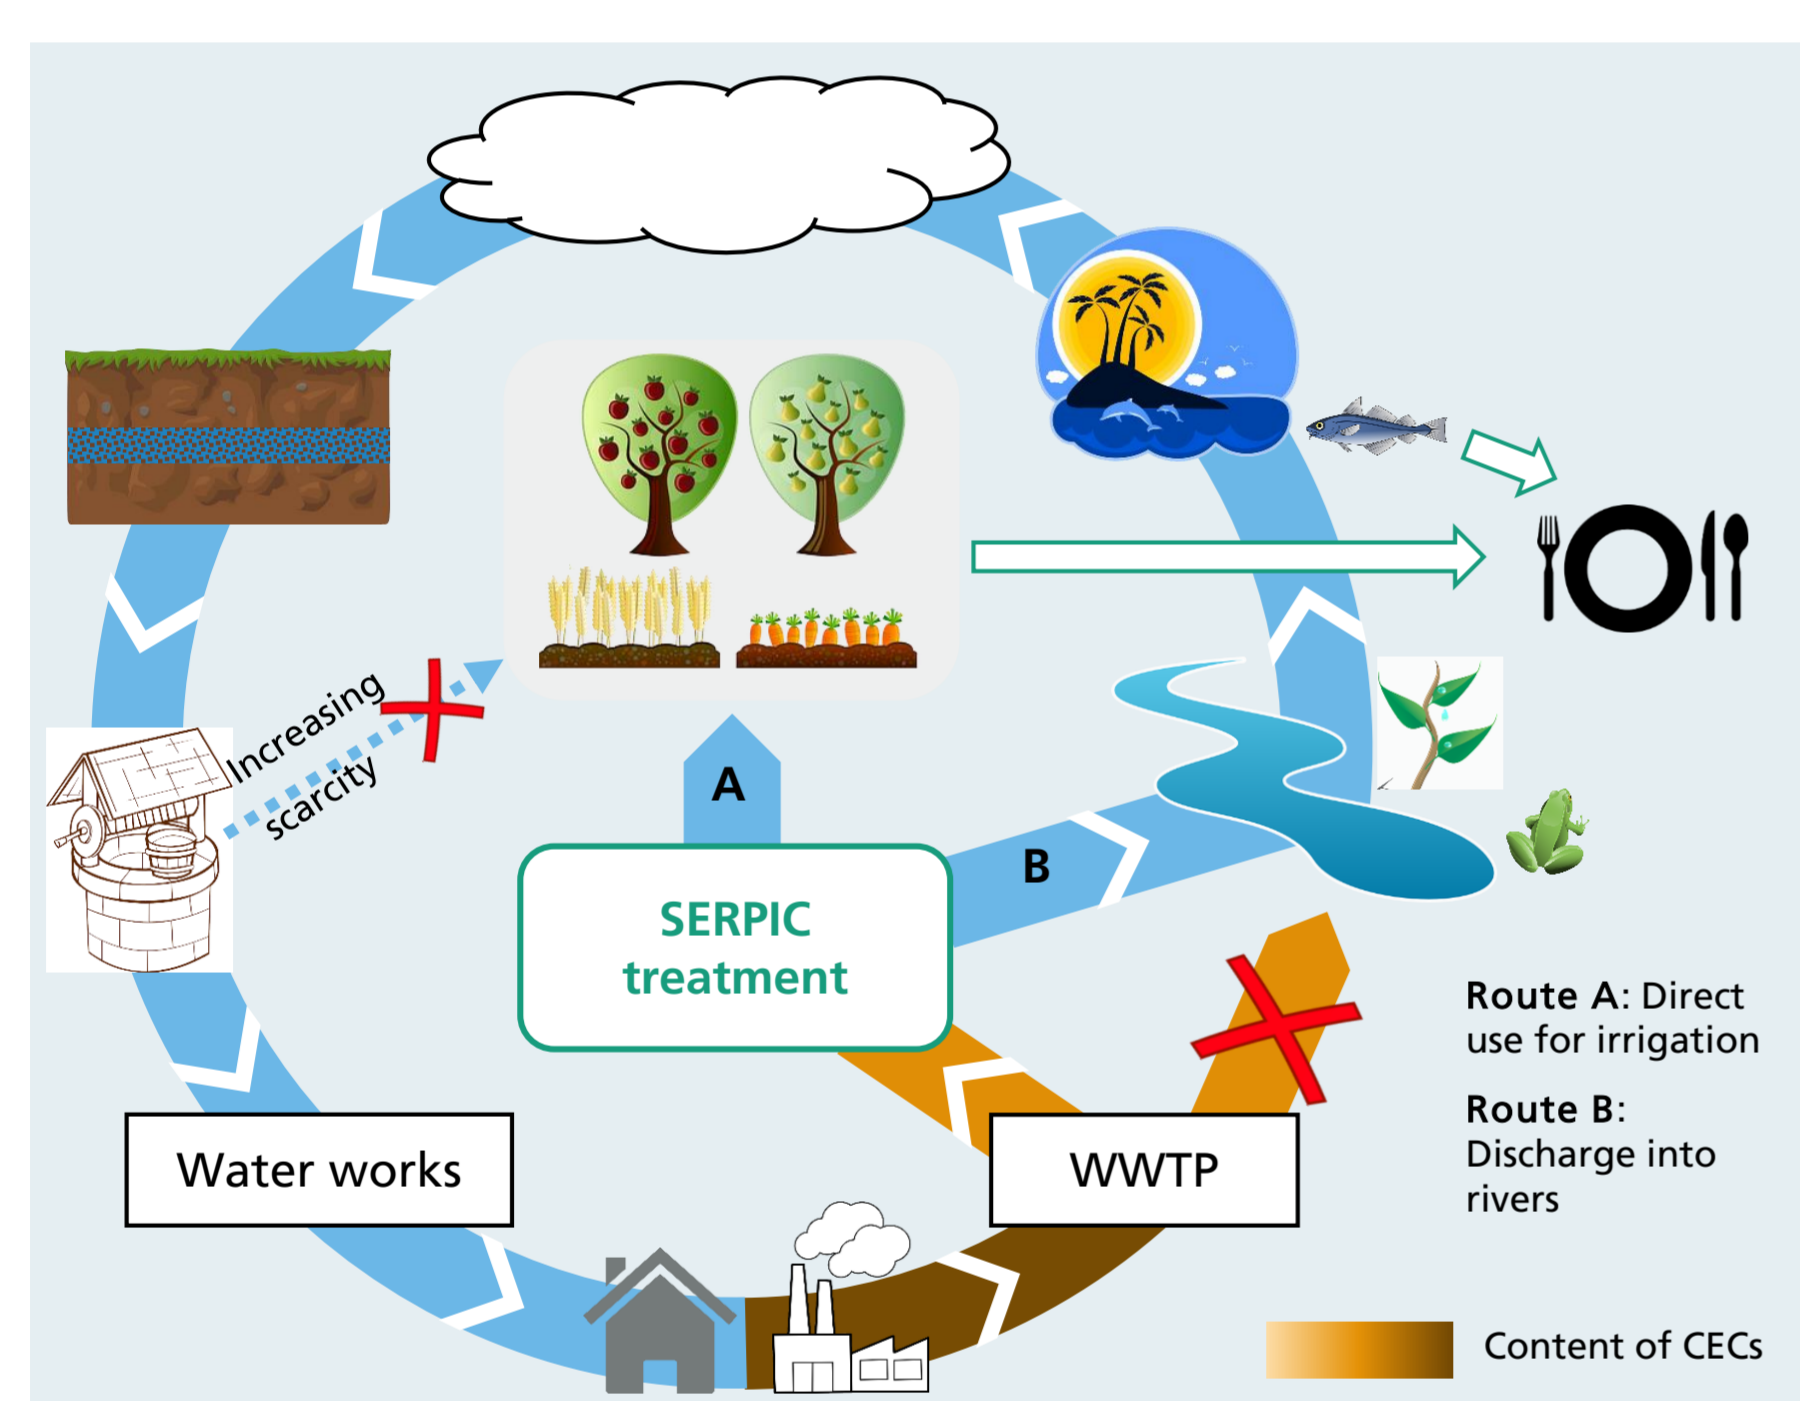 Increasing
scarcity
A
B
SERPIC
treatment
Route A: Direct
use for irrigation
Route B:
Discharge into
rivers
Water works
WWTP
Content of CECs